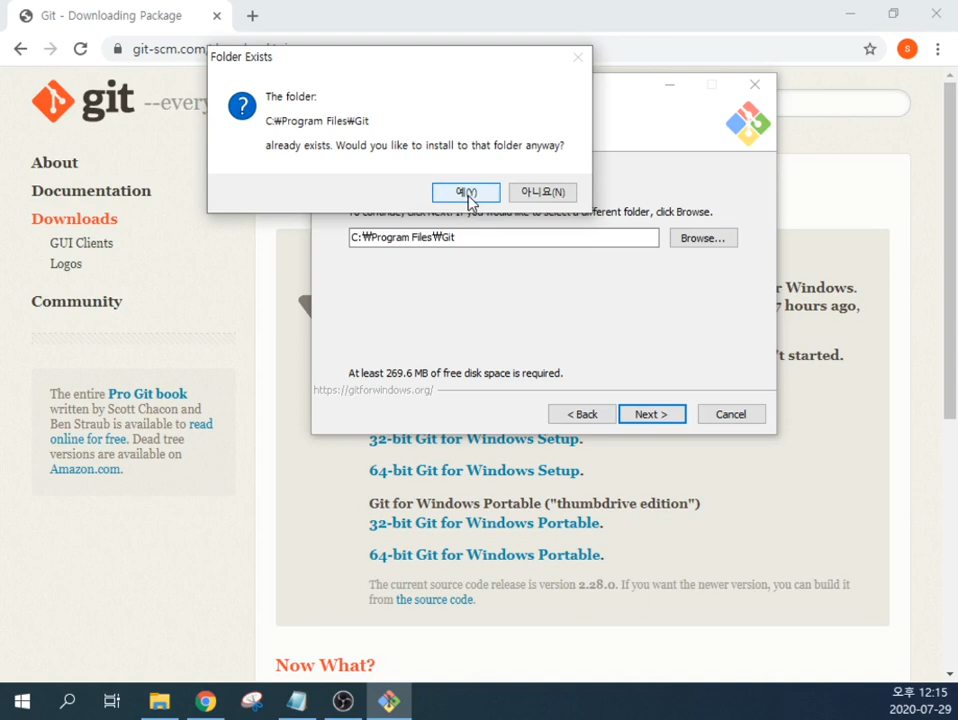 Git - Downloading Package
git-scm.com
S
git --every
About
Documentation
Downloads
GUI Clients
Logos
Community
The entire Pro Git book
written by Scott Chacon and
Ben Straub is available to read
online for free. Dead tree
versions are available on
Amazon.com.
Folder Exists
?
The folder:
C:₩Program Files₩Git
already exists. Would you like to install to that folder anyway?
예(Y)
아니요(N)
To continue, click Next. If you would like to select a different folder, click Browse.
C:₩Program Files₩Git
Browse...
At least 269.6 MB of free disk space is required.
https://gitforwindows.org/
< Back
Next >
Cancel
r Windows.
7 hours ago,
't started.
32-bit Git for Windows Setup.
64-bit Git for Windows Setup.
Git for Windows Portable ("thumbdrive edition")
32-bit Git for Windows Portable.
64-bit Git for Windows Portable.
The current source code release is version 2.28.0. If you want the newer version, you can build it
from the source code.
Now What?
오후 12:15
2020-07-29